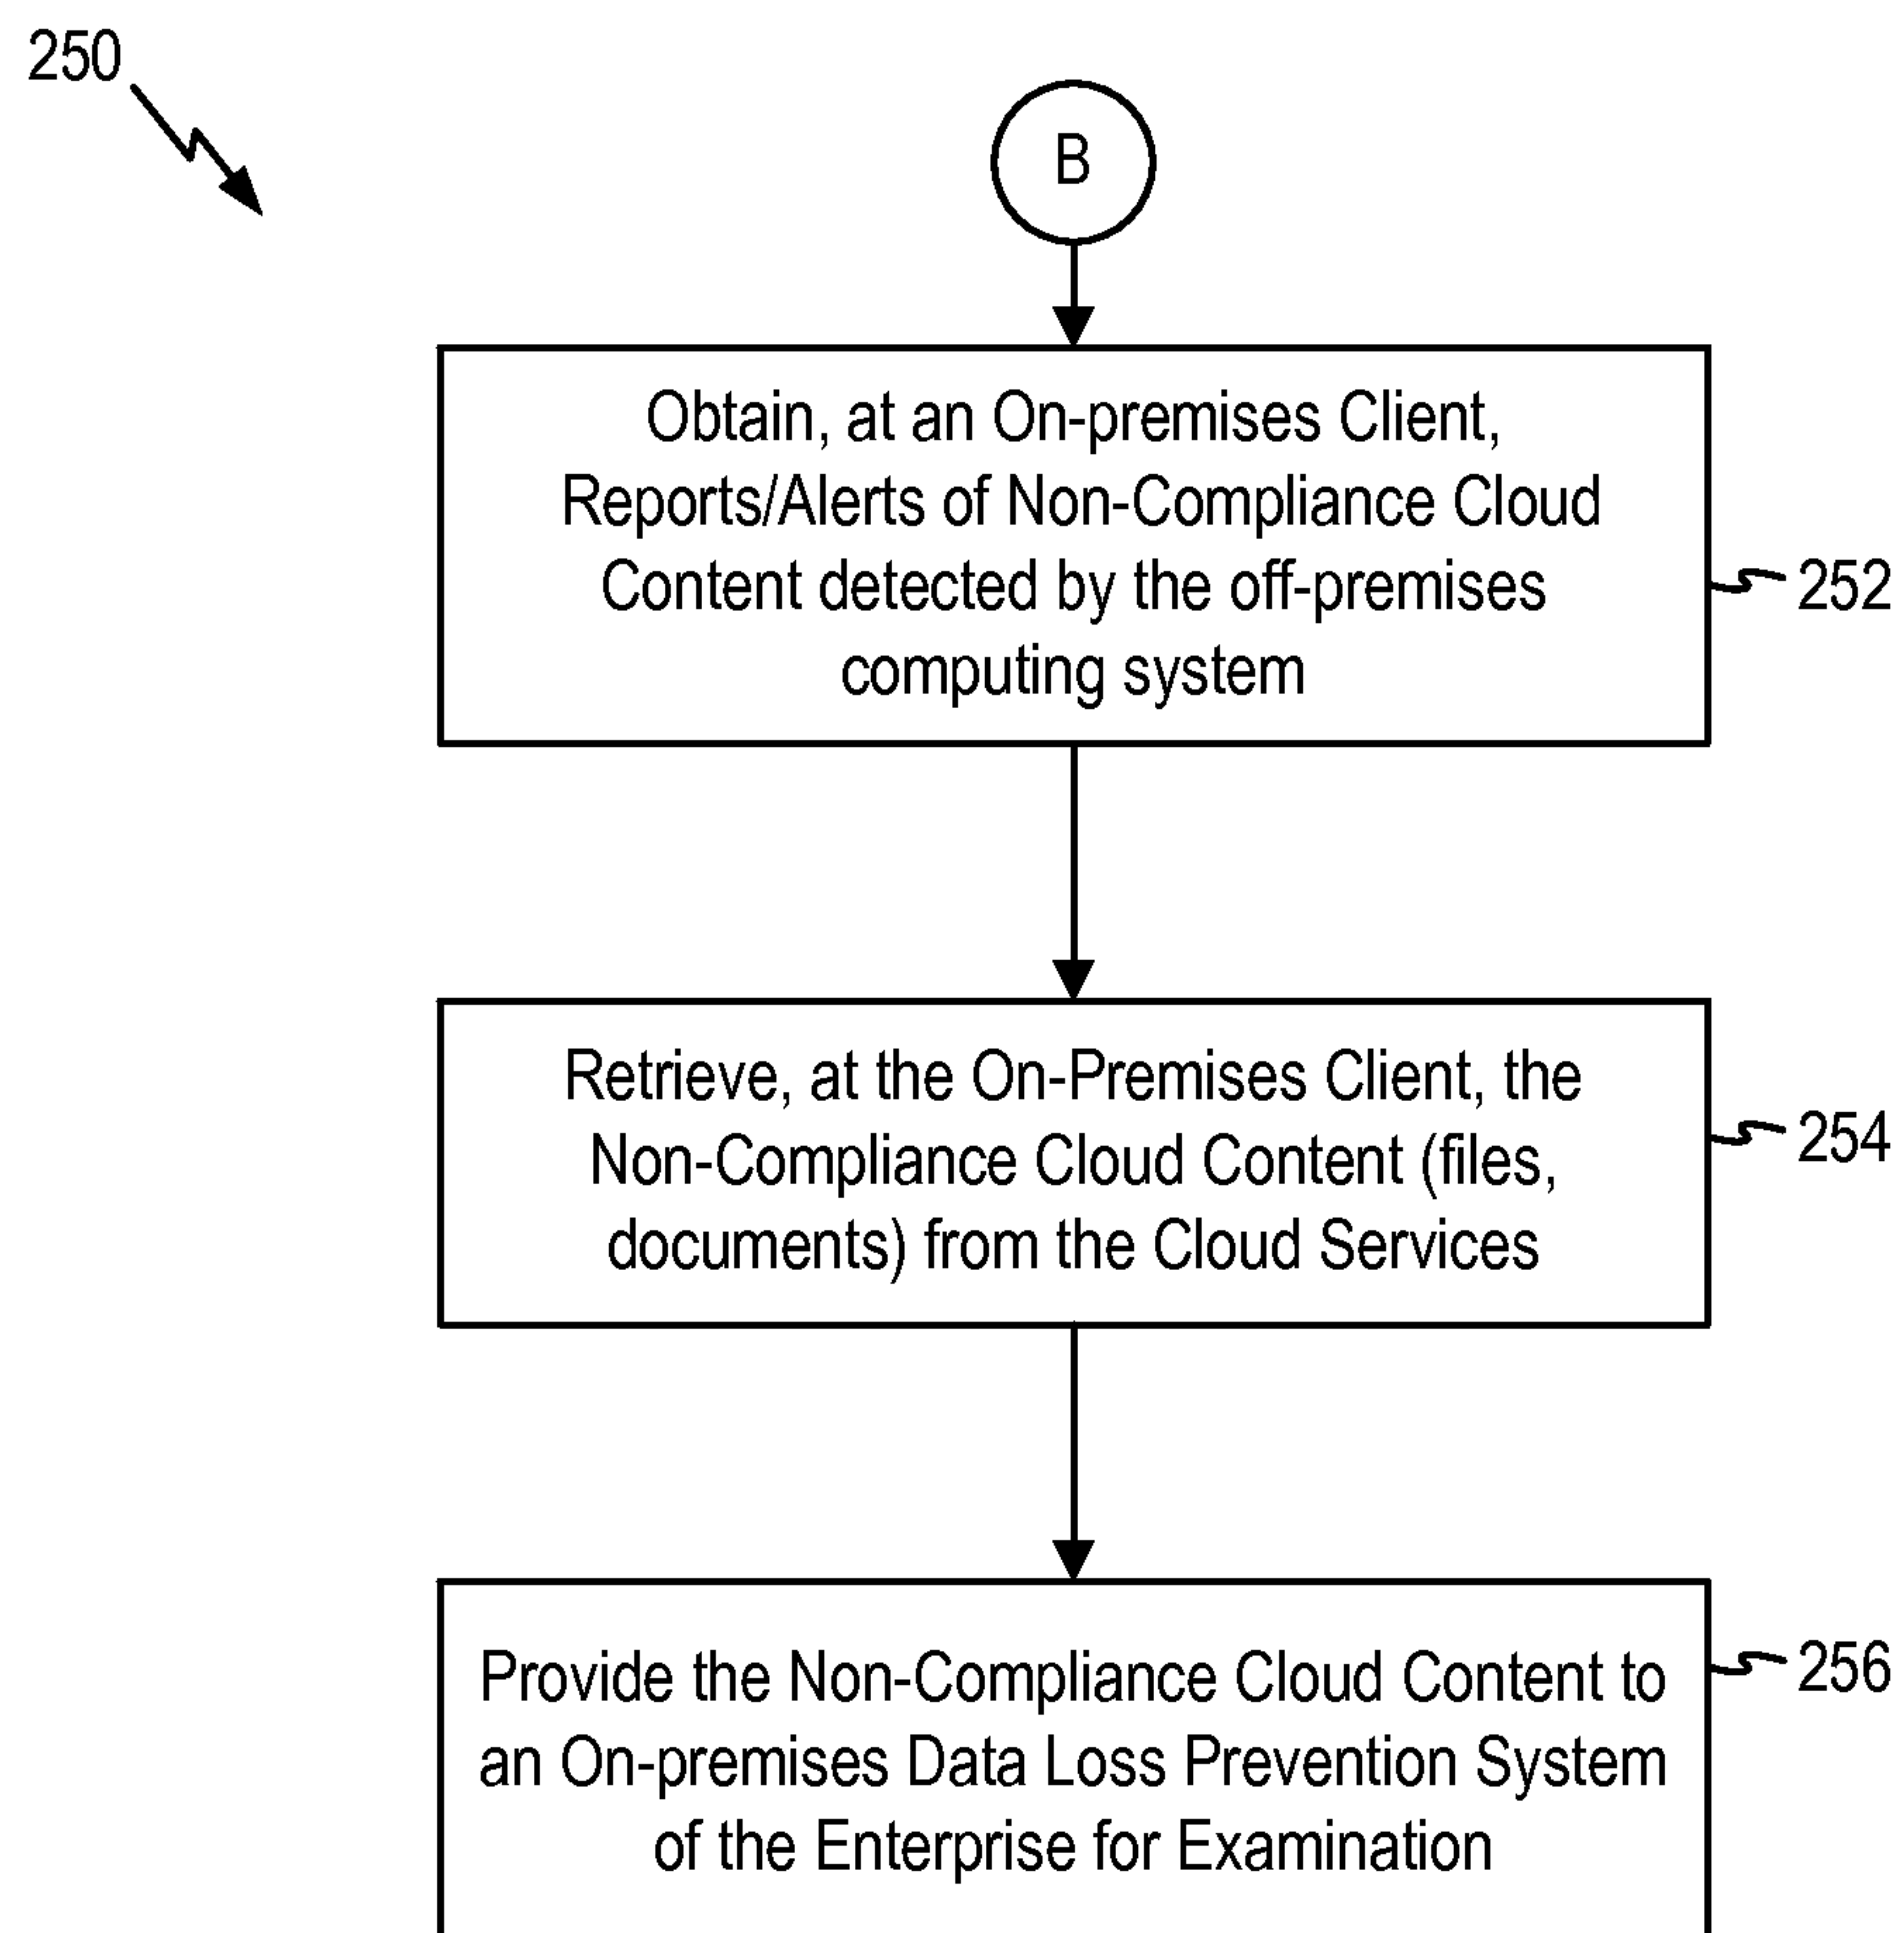 250
B
Obtain, at an On-premises Client,
Reports/Alerts of Non-Compliance Cloud
Content detected by the off-premises
computing system
252
Retrieve, at the On-Premises Client, the
Non-Compliance Cloud Content (files,
documents) from the Cloud Services
254
Provide the Non-Compliance Cloud Content to
an On-premises Data Loss Prevention System
of the Enterprise for Examination
256